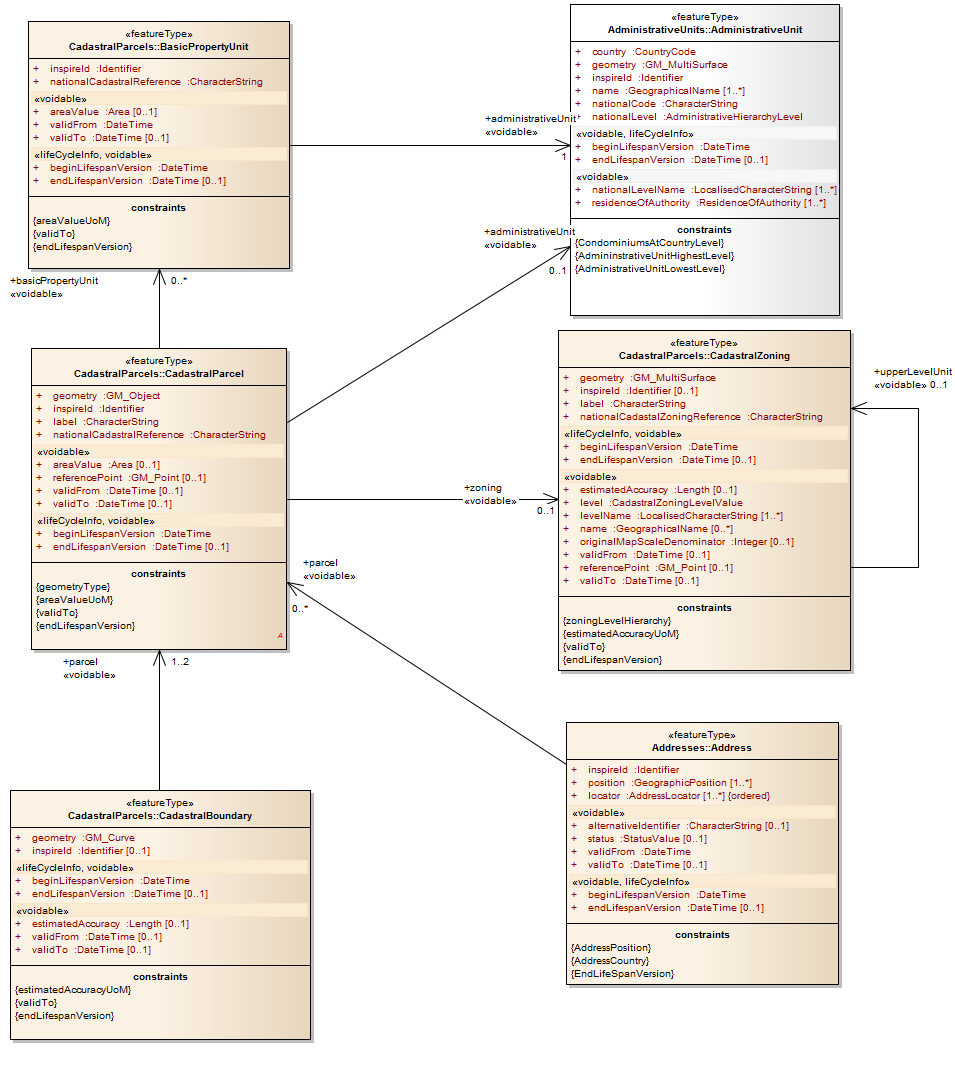 «featureType»
CadastralParcels::BasicPropertyUnit
+ inspireId :Identifier
+ nationalCadastralReference :CharacterString
«voidable»
+ areaValue :Area [0..1]
+ validFrom :DateTime
+ validTo :DateTime [0..1]
«lifeCycleInfo, voidable»
+ beginLifespanVersion :DateTime
+ endLifespanVersion :DateTime [0..1]
constraints
{areaValueUoM}
{validTo}
{endLifespanVersion}
«featureType»
AdministrativeUnits::AdministrativeUnit
+ country :CountryCode
+ geometry :GM_MultiSurface
+ inspireId :Identifier
+ name :GeographicalName [1..*]
+ nationalCode :CharacterString
+ nationalLevel :AdministrativeHierarchyLevel
«voidable, lifeCycleInfo»
+ beginLifespanVersion :DateTime
+ endLifespanVersion :DateTime [0..1]
«voidable»
+ nationalLevelName :LocalisedCharacterString [1..*]
+ residenceOfAuthority :ResidenceOfAuthority [1..*]
constraints
{CondominiumsAtCountryLevel}
{AdmininstrativeUnitHighestLevel}
{AdministrativeUnitLowestLevel}
+administrativeUnit
«voidable»
1
+administrativeUnit
«voidable»
0..1
+basicPropertyUnit
«voidable»
0..*
«featureType»
CadastralParcels::CadastralParcel
+ geometry :GM_Object
+ inspireId :Identifier
+ label :CharacterString
+ nationalCadastralReference :CharacterString
«voidable»
+ areaValue :Area [0..1]
+ referencePoint :GM_Point [0..1]
+ validFrom :DateTime [0..1]
+ validTo :DateTime [0..1]
«lifeCycleInfo, voidable»
+ beginLifespanVersion :DateTime
+ endLifespanVersion :DateTime [0..1]
constraints
{geometryType}
{areaValueUoM}
{validTo}
{endLifespanVersion}
A
«featureType»
CadastralParcels::CadastralZoning
+ geometry :GM_MultiSurface
+ inspireId :Identifier [0..1]
+ label :CharacterString
+ nationalCadastalZoningReference :CharacterString
«lifeCycleInfo, voidable»
+ beginLifespanVersion :DateTime
+ endLifespanVersion :DateTime [0..1]
«voidable»
+ estimatedAccuracy :Length [0..1]
+ level :CadastralZoningLevelValue
+ levelName :LocalisedCharacterString [1..*]
+ name :GeographicalName [0..*]
+ originalMapScaleDenominator :Integer [0..1]
+ validFrom :DateTime [0..1]
+ referencePoint :GM_Point [0..1]
+ validTo :DateTime [0..1]
constraints
{zoningLevelHierarchy}
{estimatedAccuracyUoM}
{validTo}
{endLifespanVersion}
+upperLevelUnit
«voidable» 0..1
+zoning
«voidable»
0..1
+parcel
«voidable»
0..*
+parcel
«voidable»
1..2
«featureType»
Addresses::Address
+ inspireId :Identifier
+ position :GeographicPosition [1..*]
+ locator :AddressLocator [1..*] {ordered}
«voidable»
+ alternativeIdentifier :CharacterString [0..1]
+ status :StatusValue [0..1]
+ validFrom :DateTime
+ validTo :DateTime [0..1]
«voidable, lifeCycleInfo»
+ beginLifespanVersion :DateTime
+ endLifespanVersion :DateTime [0..1]
constraints
{AddressPosition}
{AddressCountry}
{EndLifeSpanVersion}
«featureType»
CadastralParcels::CadastralBoundary
+ geometry :GM_Curve
+ inspireId :Identifier [0..1]
«lifeCycleInfo, voidable»
+ beginLifespanVersion :DateTime
+ endLifespanVersion :DateTime [0..1]
«voidable»
+ estimatedAccuracy :Length [0..1]
+ validFrom :DateTime [0..1]
+ validTo :DateTime [0..1]
constraints
{estimatedAccuracyUoM}
{validTo}
{endLifespanVersion}